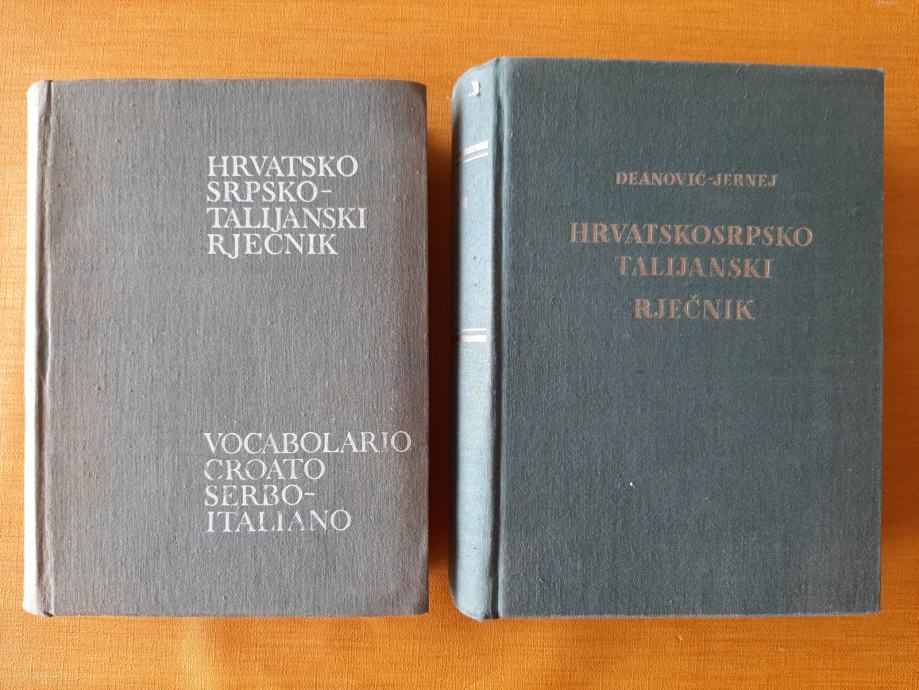 HRVATSKO
SRPSKO-
TALIJANSKI
RJEČNIK
VOCABOLARIO
CROATO
SERBO-
ITALIANO
DEANOVIĆ-JERNEJ
HRVATSKOSRPSKO
TALIJANSKI
RJEČNIK